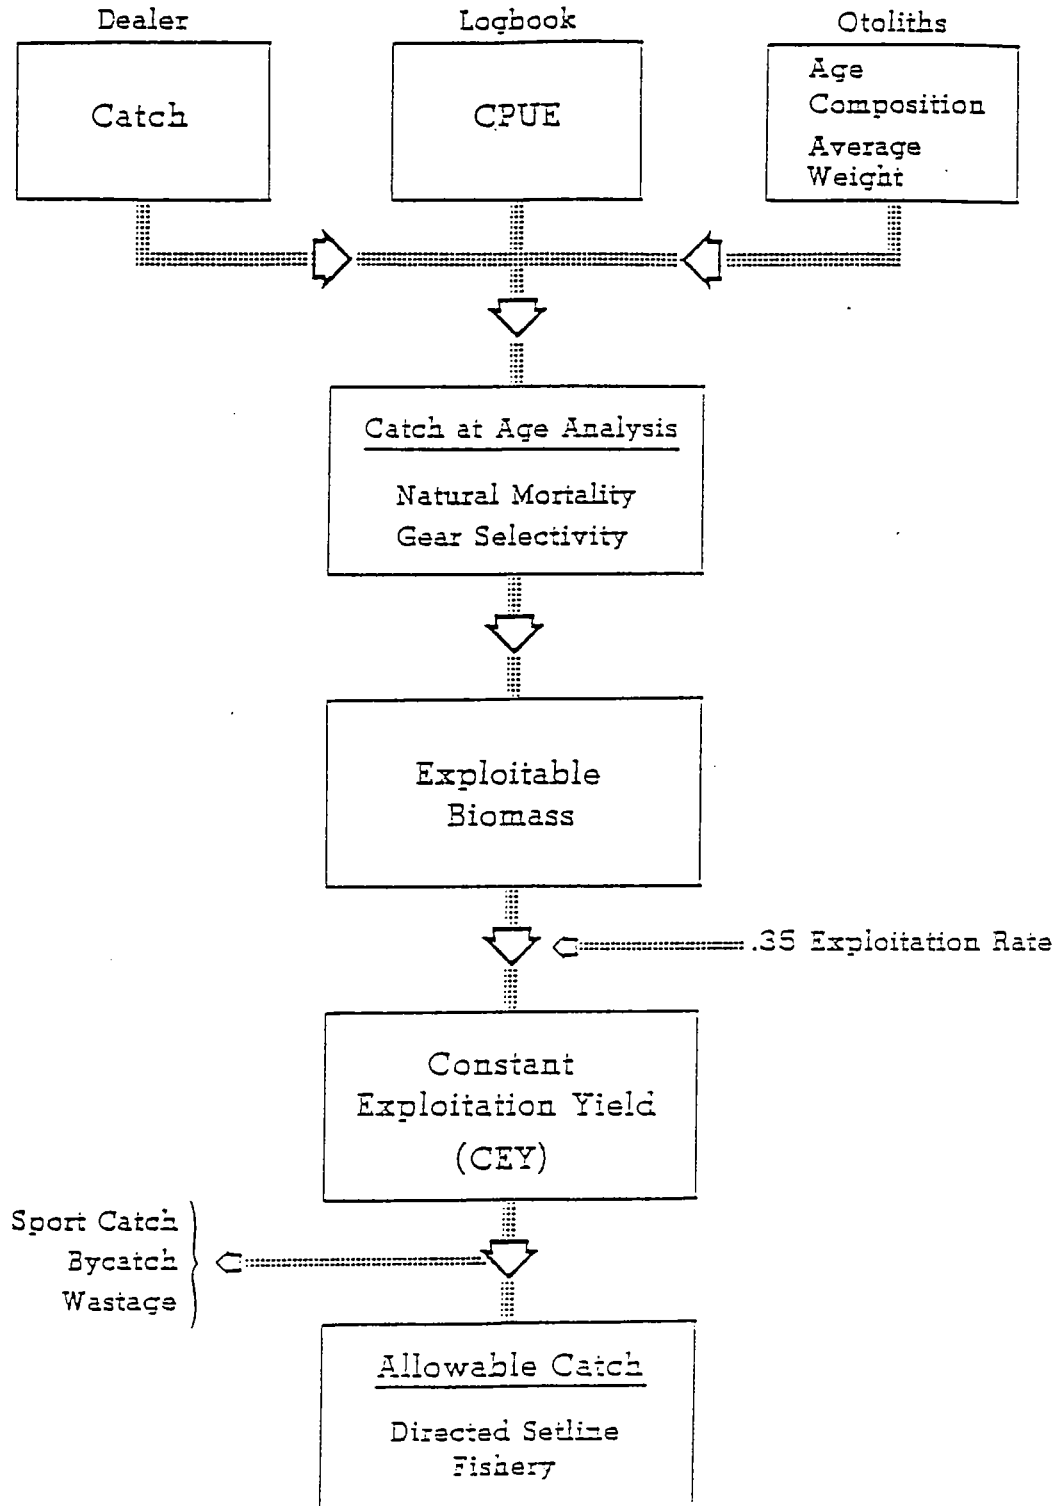 Dealer
Catch
Logbook
CPUE
Otoliths
Age
Composition
Average
Weight
Catch at Age Analysis
Natural Mortality
Gear Selectivity
Exploitable
Biomass
.35 Exploitation Rate
Constant
Exploitation Yield
(CEY)
Sport Catch
Bycatch
Wastage
Allowable Catch
Directed Setline
Fishery